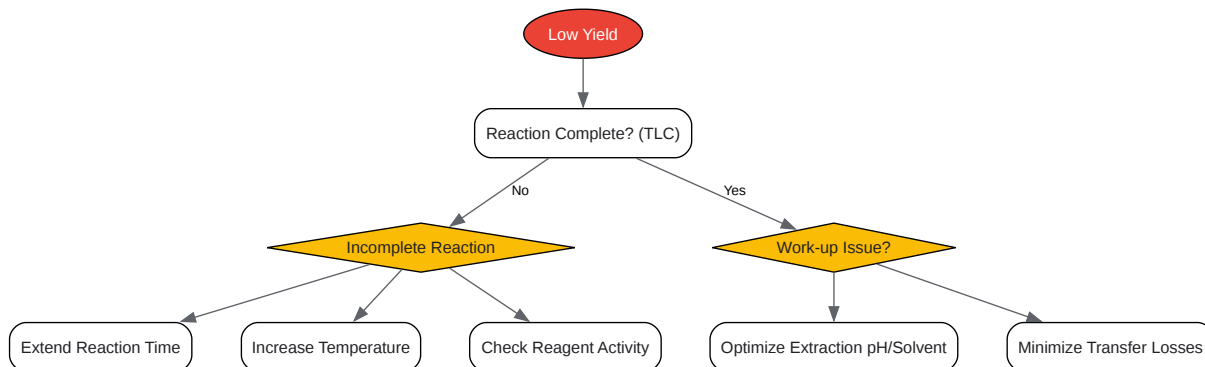 Low Yield
Reaction Complete? (TLC)
No
Yes
Incomplete Reaction
Work-up Issue?
Extend Reaction Time
Increase Temperature
Check Reagent Activity
Optimize Extraction pH/Solvent
Minimize Transfer Losses